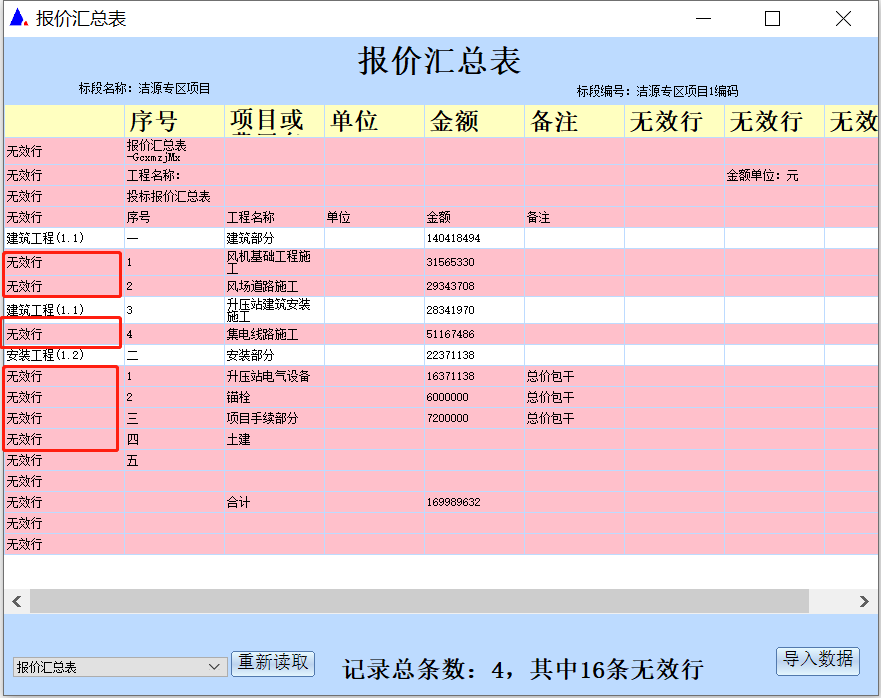 报价汇总表
报价汇总表
标段名称：洁源专区项目
标段编号：洁源专区项目1编码
序号 项目或 单位 金额 备注 无效行 无效行 无效
无效行 报价汇总表
-GcxmzjMx
无效行 工程名称： 金额单位：元
无效行 投标报价汇总表
无效行 序号 工程名称 单位 金额 备注
建筑工程(1.1) 一 建筑部分 140418494
无效行 1 风机基础工程施 31565330
工
无效行 2 风场道路施工 29343708
建筑工程(1.1) 3 升压站建筑安装 28341970
施工
无效行 4 集电线路施工 51167486
安装工程(1.2) 二 安装部分 22371138
无效行 1 升压站电气设备 16371138 总价包干
无效行 2 锚栓 6000000 总价包干
无效行 三 项目手续部分 7200000 总价包干
无效行 四 土建
无效行 五
无效行
无效行 合计 169989632
无效行
无效行
报价汇总表 重新读取 记录总条数：4，其中16条无效行 导入数据